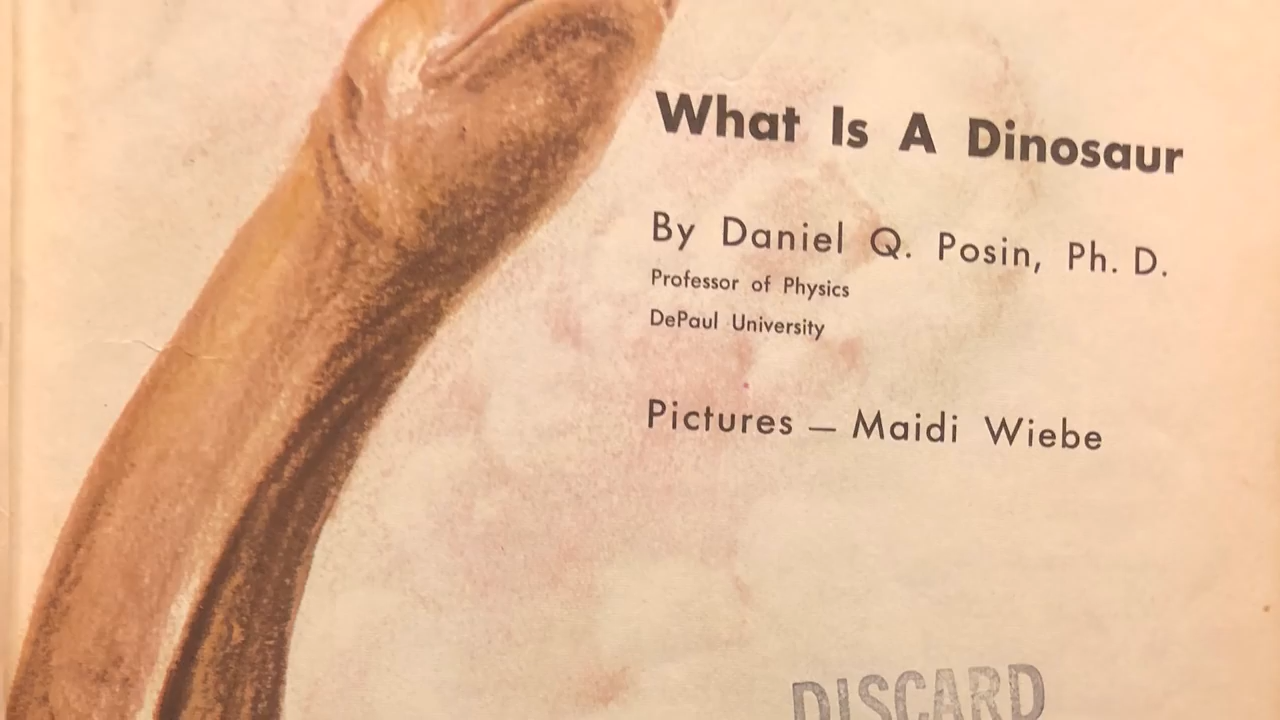 What Is A Dinosaur
By Daniel Q. Posin, Ph. D.
Professor of Physics
DePaul University
Pictures — Maidi Wiebe
DISCARD